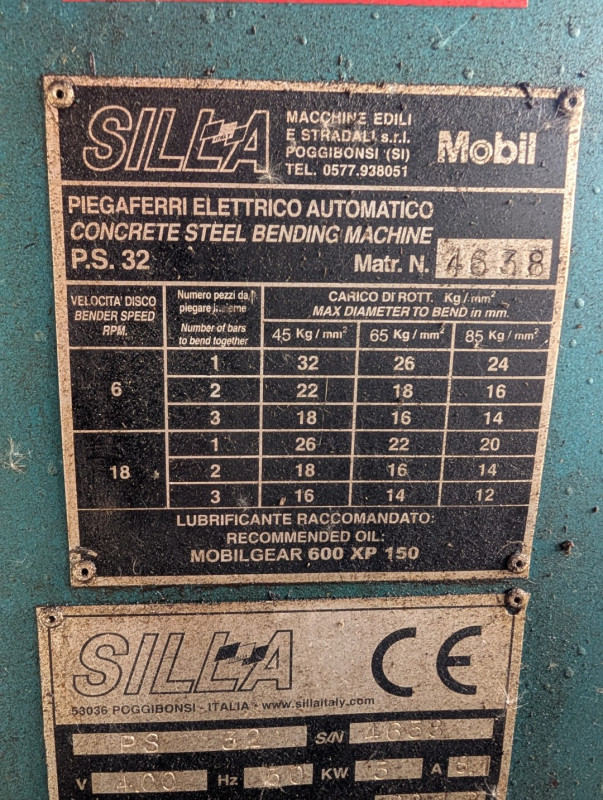 SILLA
MACCHINE EDILI
E STRADALI s.r.l.
POGGIBONSI (SI)
TEL. 0577.938051
Mobil
PIEGAFERRI ELETTRICO AUTOMATICO
CONCRETE STEEL BENDING MACHINE
P.S. 32 Matr. N. 4638
VELOCITA' DISCO
BENDER SPEED
RPM.
Numero pezzi da
piegare insieme
Number of bars
to bend together
CARICO DI ROTT. Kg/mm²
MAX DIAMETER TO BEND in mm.
45 Kg/mm² 65 Kg/mm² 85 Kg/mm²
6
1 32 26 24
2 22 18 16
3 18 16 14
18
1 26 22 20
2 18 16 14
3 16 14 12
LUBRIFICANTE RACCOMANDATO:
RECOMMENDED OIL:
MOBILGEAR 600 XP 150
SILLA CE
53036 POGGIBONSI - ITALIA - www.sillaitaly.com
PS 32 S/N 4638
V 400 Hz KW 5 A